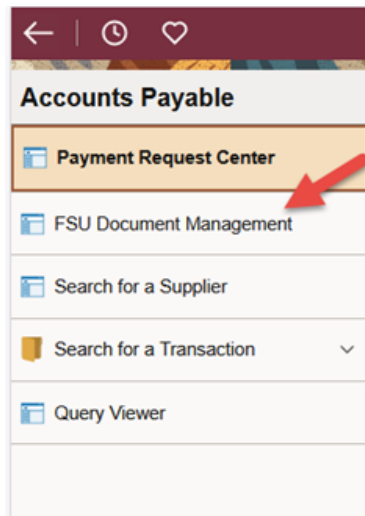 Accounts Payable
Payment Request Center
FSU Document Management
Search for a Supplier
Search for a Transaction
Query Viewer